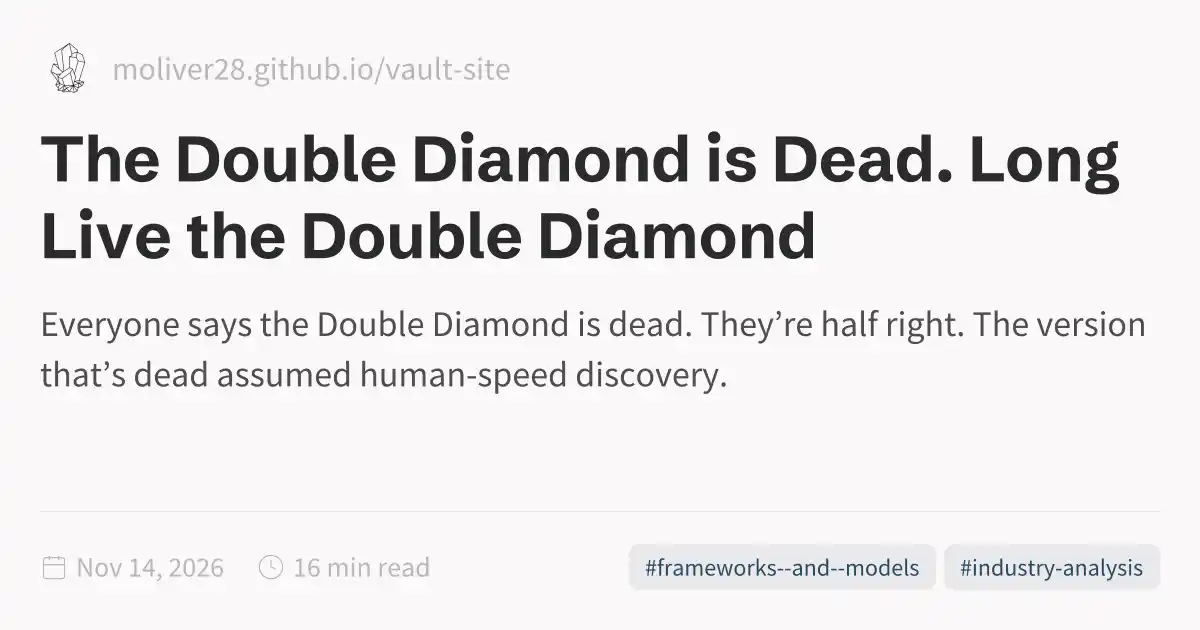 moliver28.github.io/vault-site
The Double Diamond is Dead. Long
Live the Double Diamond
Everyone says the Double Diamond is dead. They’re half right. The version
that’s dead assumed human-speed discovery.
Nov 14, 2026 16 min read #frameworks--and--models #industry-analysis